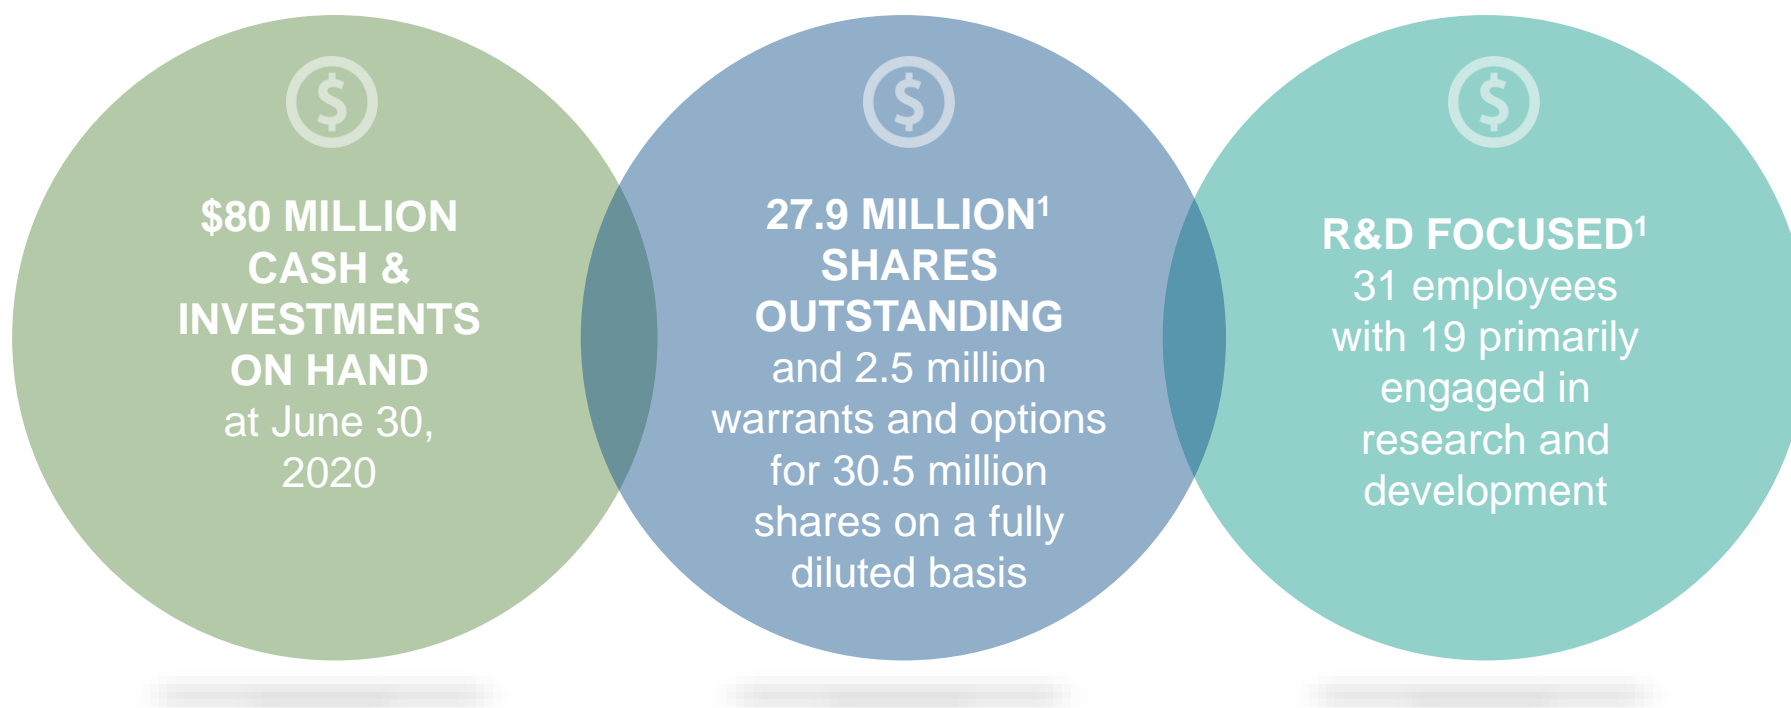 $80 MILLION
CASH &
INVESTMENTS
ON HAND
at June 30,
2020
27.9 MILLION¹
SHARES
OUTSTANDING
and 2.5 million
warrants and options
for 30.5 million
shares on a fully
diluted basis
R&D FOCUSED¹
31 employees
with 19 primarily
engaged in
research and
development